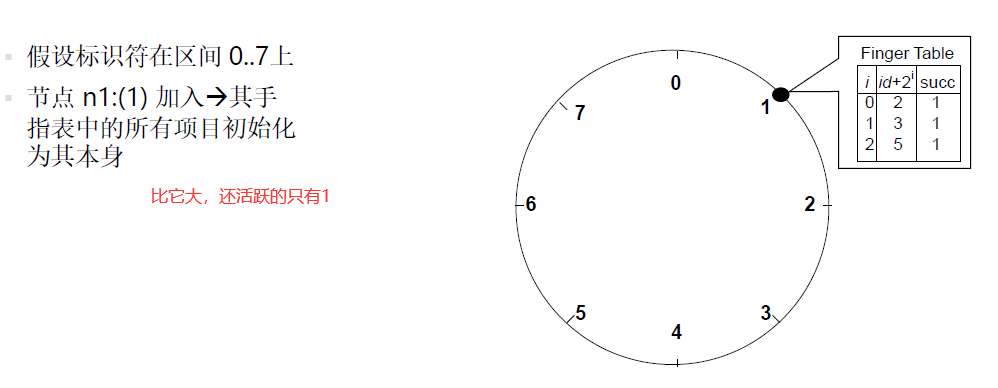 假设标识符在区间 0..7上
节点 n1:(1) 加入→其手
指表中的所有项目初始化
为其本身
比它大，还活跃的只有1
Finger Table
i id+2^i succ
0 2 1
1 3 1
2 5 1
0
1
2
3
4
5
6
7